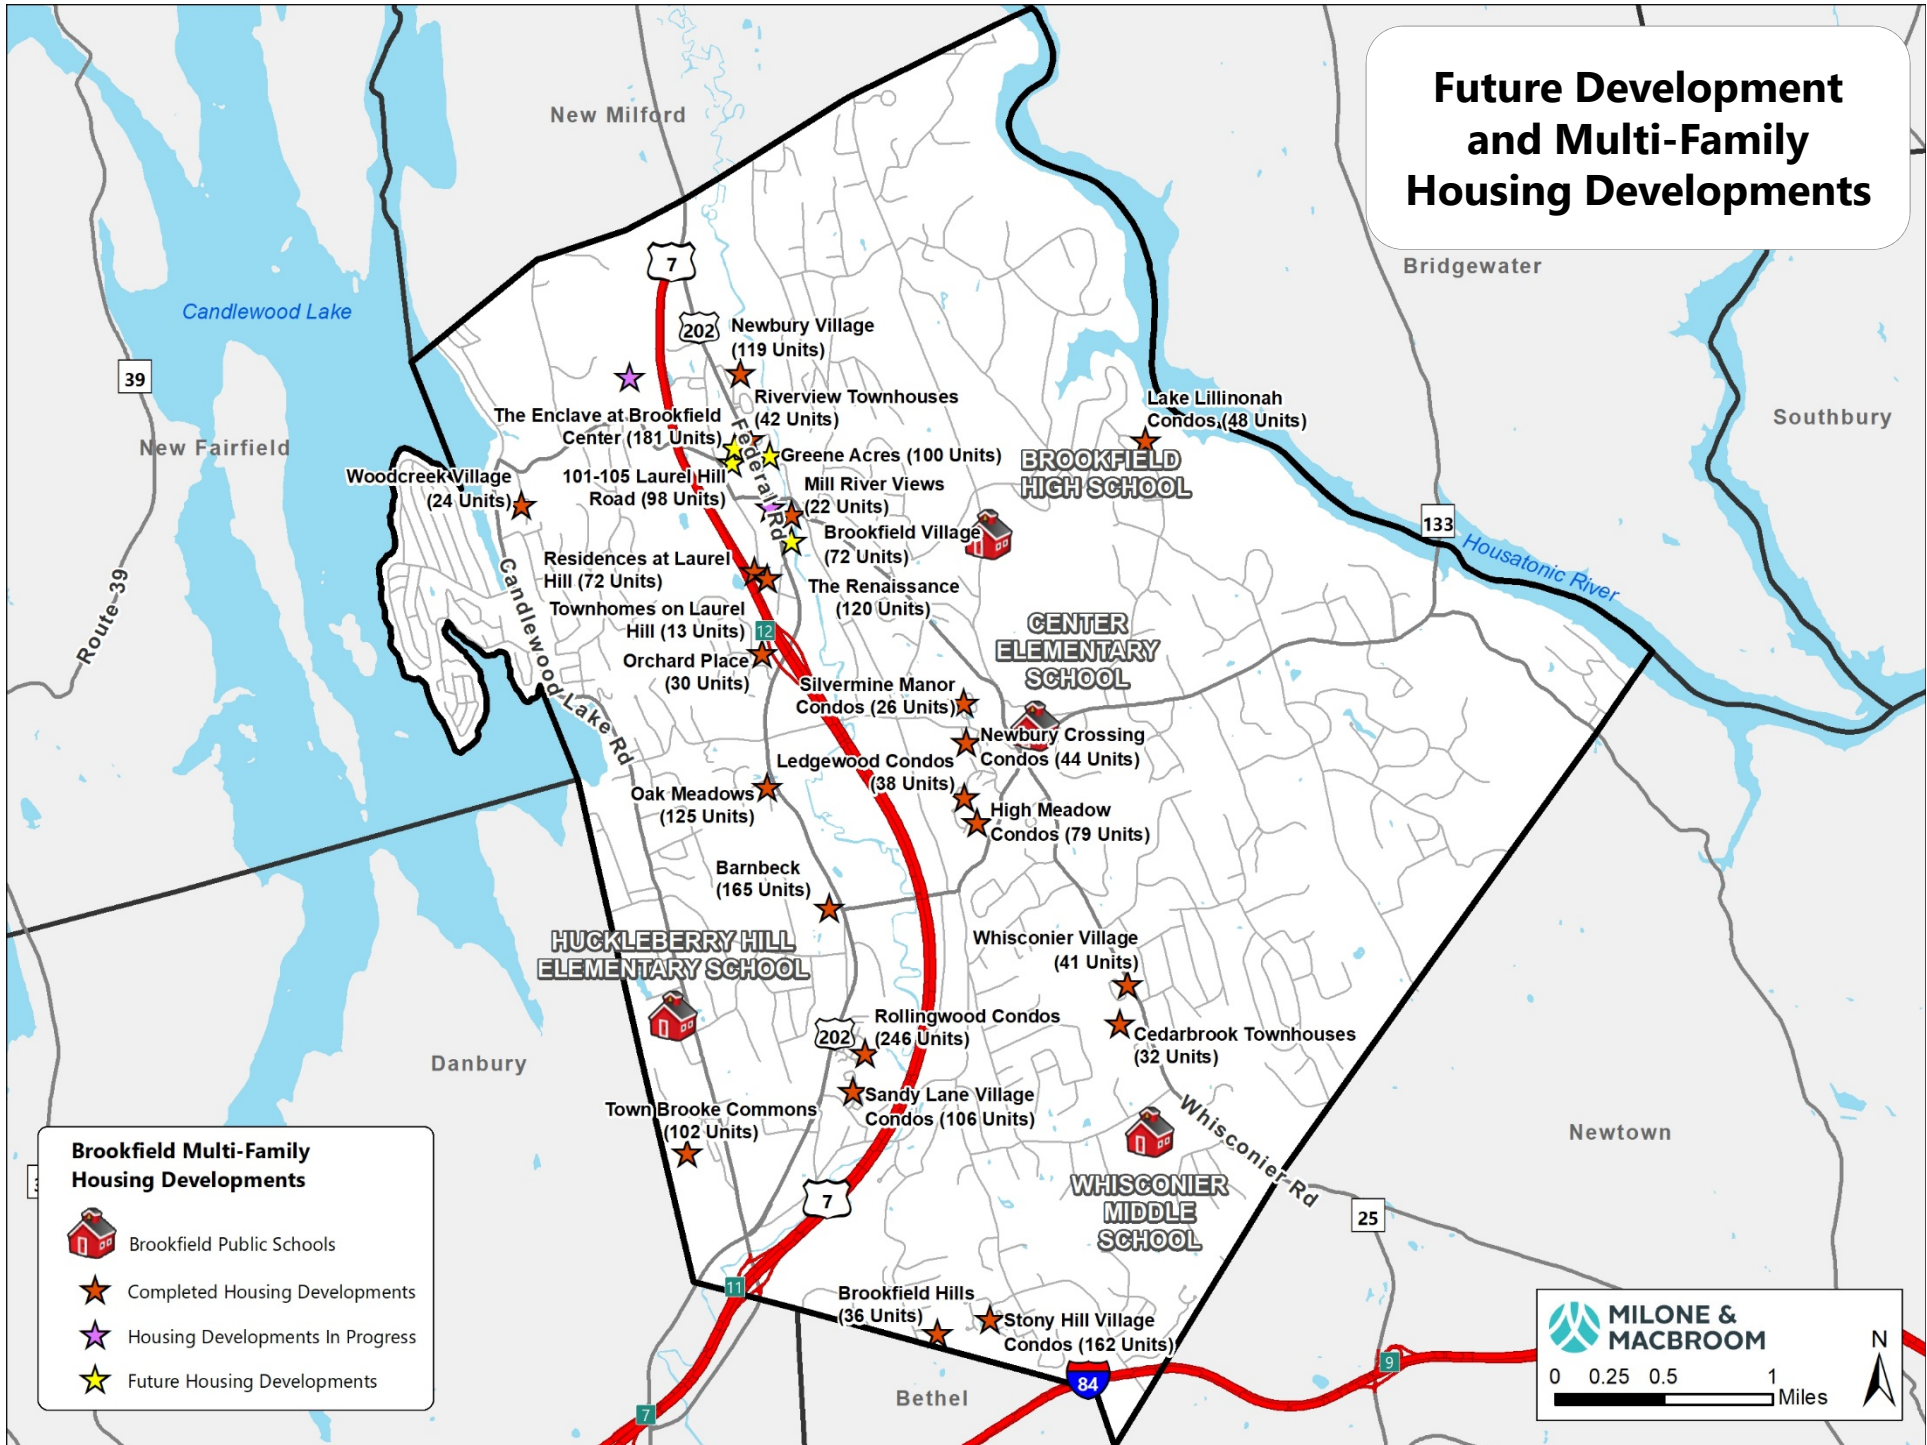 Future Development
and Multi-Family
Housing Developments
New Milford
Bridgewater
Southbury
New Fairfield
Danbury
Bethel
Newtown
Candlewood Lake
Housatonic River
39
Route 39
7
202
Newbury Village
(119 Units)
Riverview Townhouses
(42 Units)
The Enclave at Brookfield
Center (181 Units)
Federal Rd
Greene Acres (100 Units)
101-105 Laurel Hill
Road (98 Units)
Mill River Views
(22 Units)
Woodcreek Village
(24 Units)
Lake Lillinonah
Condos (48 Units)
BROOKFIELD
HIGH SCHOOL
133
Brookfield Village
(72 Units)
Residences at Laurel
Hill (72 Units)
The Renaissance
(120 Units)
Townhomes on Laurel
Hill (13 Units)
12
Candlewood Lake Rd
Orchard Place
(30 Units)
CENTER
ELEMENTARY
SCHOOL
Silvermine Manor
Condos (26 Units)
Newbury Crossing
Condos (44 Units)
Ledgewood Condos
(38 Units)
Oak Meadows
(125 Units)
High Meadow
Condos (79 Units)
Barnbeck
(165 Units)
HUCKLEBERRY HILL
ELEMENTARY SCHOOL
Whisconier Village
(41 Units)
Rollingwood Condos
(246 Units)
202
Cedarbrook Townhouses
(32 Units)
Sandy Lane Village
Condos (106 Units)
Town Brooke Commons
(102 Units)
Whisconier Rd
WHISCONIER
MIDDLE
SCHOOL
7
25
11
Brookfield Hills
(36 Units)
Stony Hill Village
Condos (162 Units)
84
9
7
Brookfield Multi-Family
Housing Developments
Brookfield Public Schools
Completed Housing Developments
Housing Developments In Progress
Future Housing Developments
MILONE &
MACBROOM
N
0 0.25 0.5 1
Miles